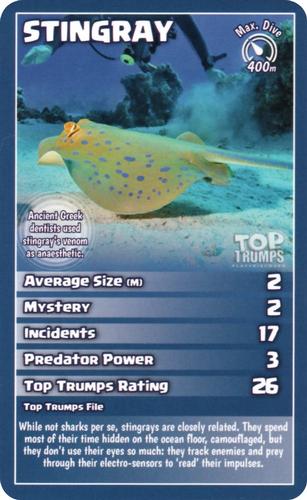 STINGRAY
Max. Dive
400m
Ancient Greek
dentists used
stingray's venom
as anaesthetic.
TOP
TRUMPS
Average Size (M) 2
Mystery 2
Incidents 17
Predator Power 3
Top Trumps Rating 26
Top Trumps File
While not sharks per se, stingrays are closely related. They spend
most of their time hidden on the ocean floor, camouflaged, but
they don't use their eyes so much: they track enemies and prey
through their electro-sensors to 'read' their impulses.